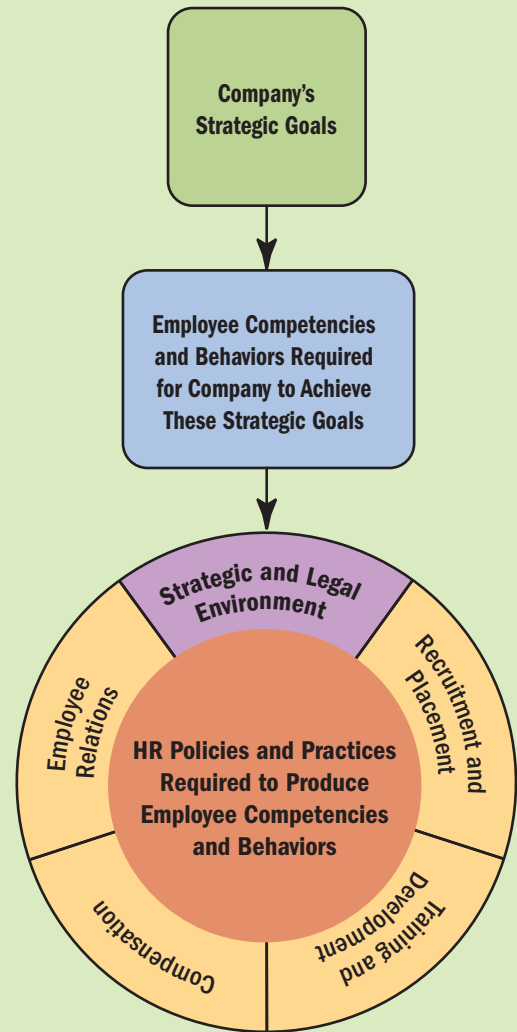 Company's
Strategic Goals
Employee Competencies
and Behaviors Required
for Company to Achieve
These Strategic Goals
Strategic and Legal
Environment
Recruitment and
Placement
Training and
Development
Compensation
Employee
Relations
HR Policies and Practices
Required to Produce
Employee Competencies
and Behaviors